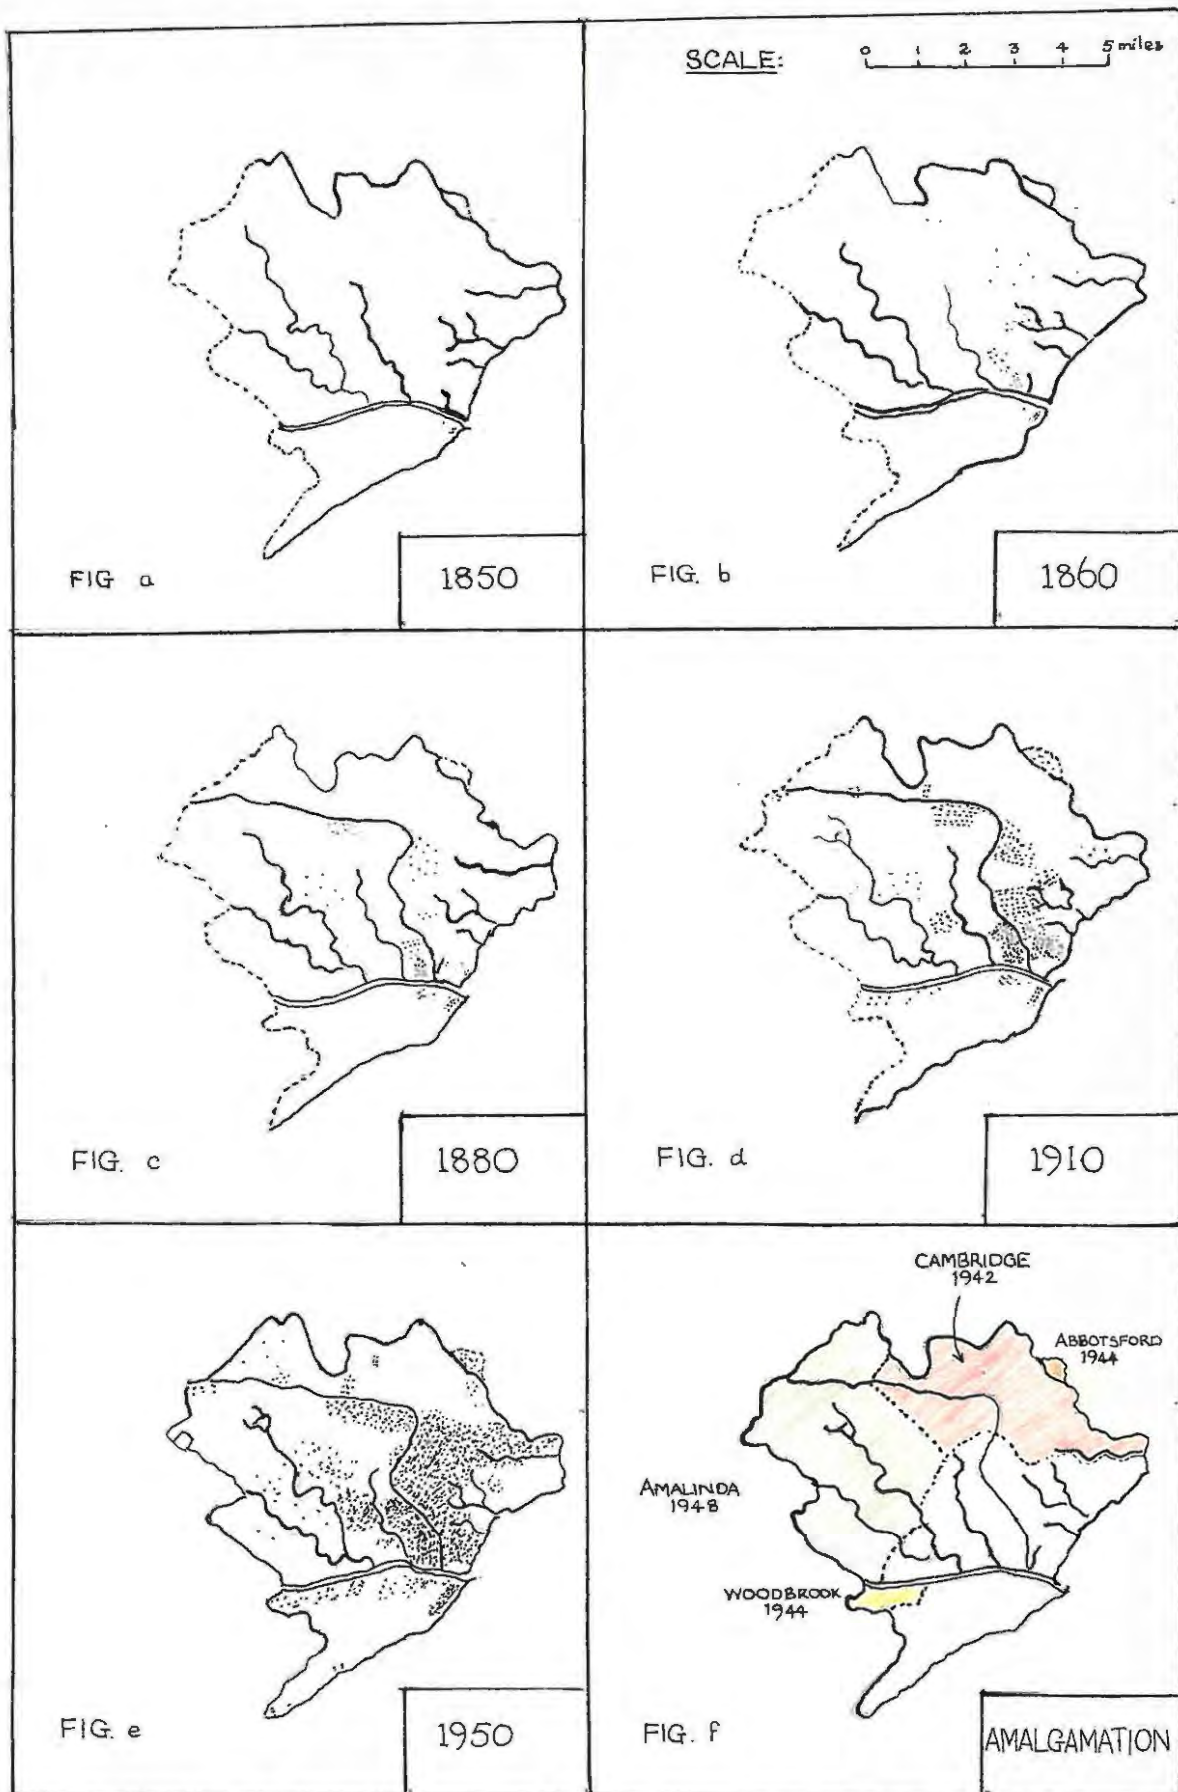 SCALE:
0 1 2 3 4 5 miles
FIG a
1850
FIG. b
1860
FIG. c
1880
FIG. d
1910
FIG. e
1950
CAMBRIDGE
1942
ABBOTSFORD
1944
AMALINDA
1948
WOODBROOK
1944
FIG. f
AMALGAMATION